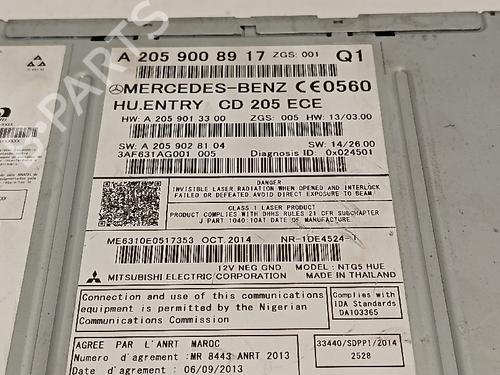 A 205 900 89 17 ZGS: 001 Q1
MERCEDES-BENZ CE0560
HU.ENTRY CD 205 ECE
HW: A 205 901 33 00 ZGS: 005 HW: 13/03.00
SW: A 205 902 81 04 SW: 14/26.00
3AF631AG001 005 Diagnosis ID: 0x024501
DANGER
INVISIBLE LASER RADIATION WHEN OPENED AND INTERLOCK
FAILED OR DEFEATED. AVOID DIRECT EXPOSURE TO BEAM.
CLASS 1 LASER PRODUCT
PRODUCT COMPLIES WITH DHHS RULES 21 CFR SUBCHAPTER
J PART 1040.10AT DATE OF MANUFACTURE.
ME6310E0517353 OCT.2014 NR-1DE4524-1
12V NEG GND MODEL: NTG5 HUE
MITSUBISHI ELECTRIC CORPORATION MADE IN THAILAND
Connection and use of this communications
equipment is permitted by the Nigerian
Communications Commission
Complies with
IDA Standards
DA103365
AGREE PAR L'ANRT MAROC
Numero d'agrement: MR 8443 ANRT 2013
Date d'agrement: 06/09/2013
33440/SDPPI/2014
2528